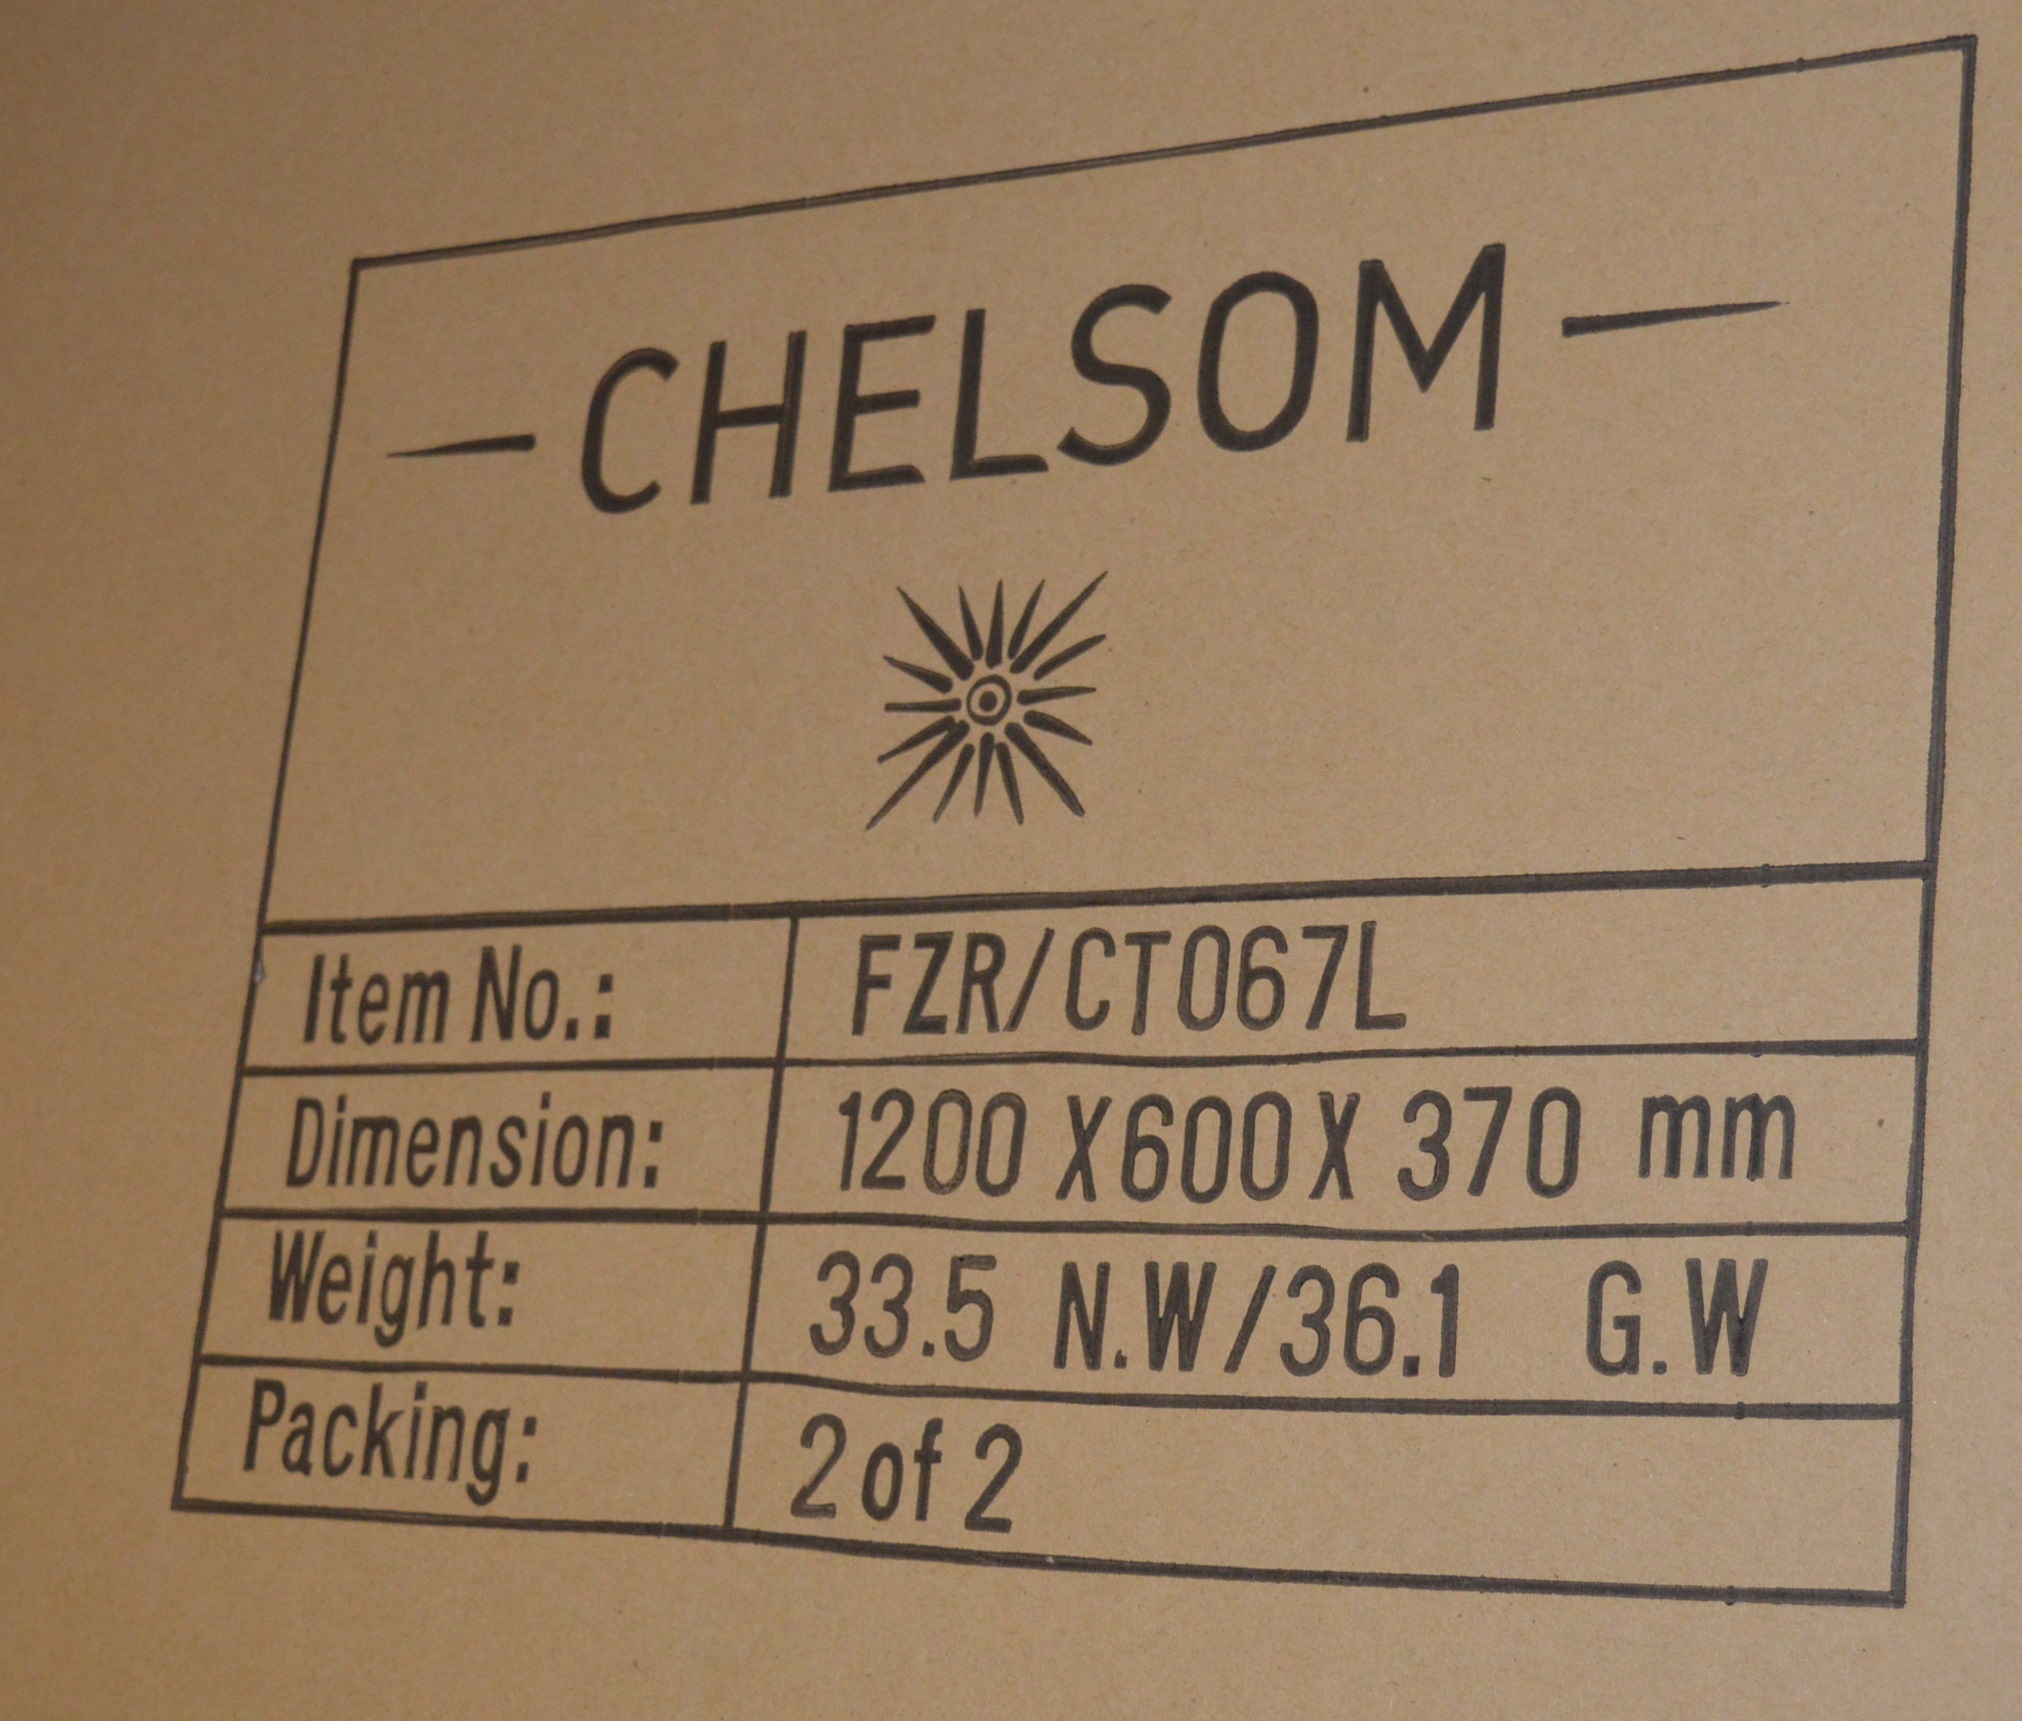 CHELSOM
Item No.: FZR/CT067L
Dimension: 1200 X600X 370 mm
Weight: 33.5 N.W/36.1 G.W
Packing: 2 of 2